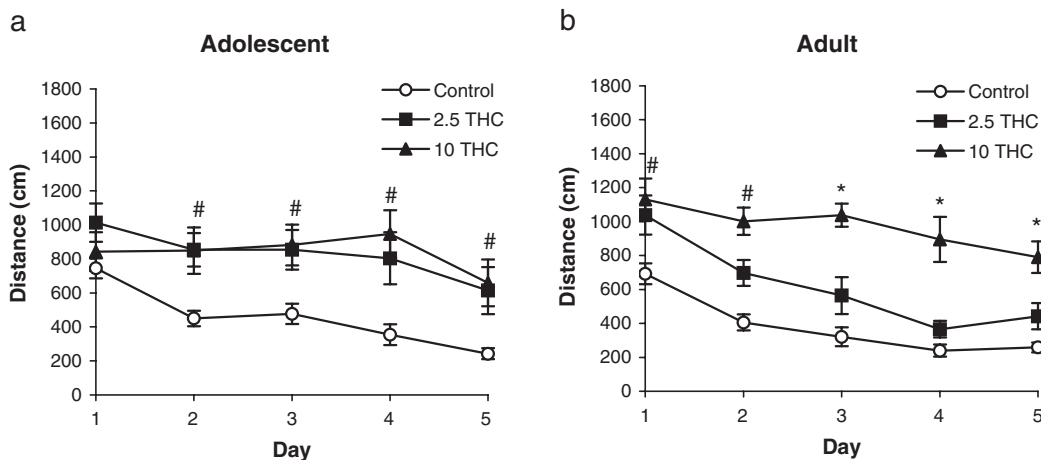 a
Adolescent
1800
1600
1400
1200
1000
800
600
400
200
0
Distance (cm)
Control
2.5 THC
10 THC
# # # #
1 2 3 4 5
Day
b
Adult
1800
1600
1400
1200
1000
800
600
400
200
0
Distance (cm)
Control
2.5 THC
10 THC
# # * * *
1 2 3 4 5
Day